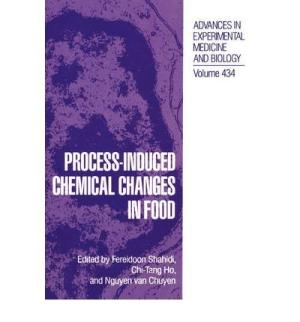 ADVANCES IN
EXPERIMENTAL
MEDICINE
AND BIOLOGY
Volume 434
PROCESS-INDUCED
CHEMICAL CHANGES
IN FOOD
Edited by Fereidoon Shahidi,
Chi-Tang Ho,
and Nguyen van Chuyen